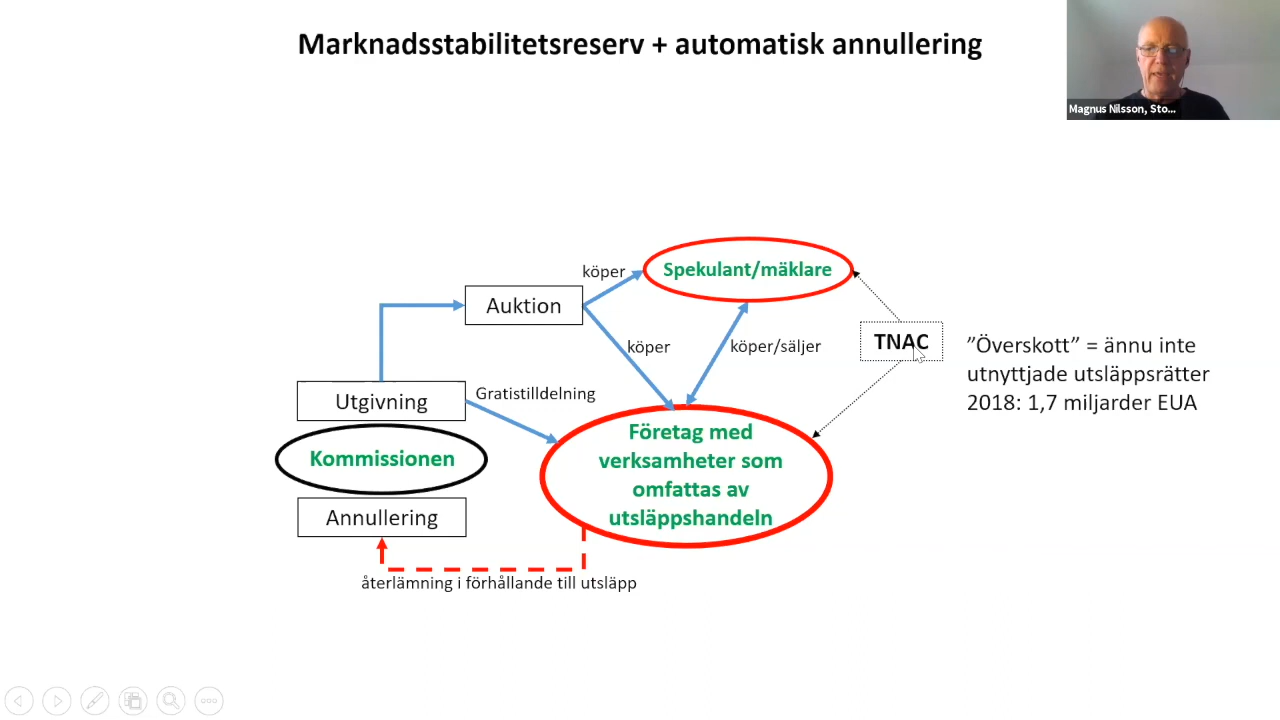 Marknadsstabilitetsreserv + automatisk annullering
Magnus Nilsson, Sto...
köper
Spekulant/mäklare
Auktion
köper
köper/säljer
TNAC
”Överskott” = ännu inte
utnyttjade utsläppsrätter
2018: 1,7 miljarder EUA
Utgivning
Gratistilldelning
Kommissionen
Företag med
verksamheter som
omfattas av
utsläppshandeln
Annullering
återlämning i förhållande till utsläpp